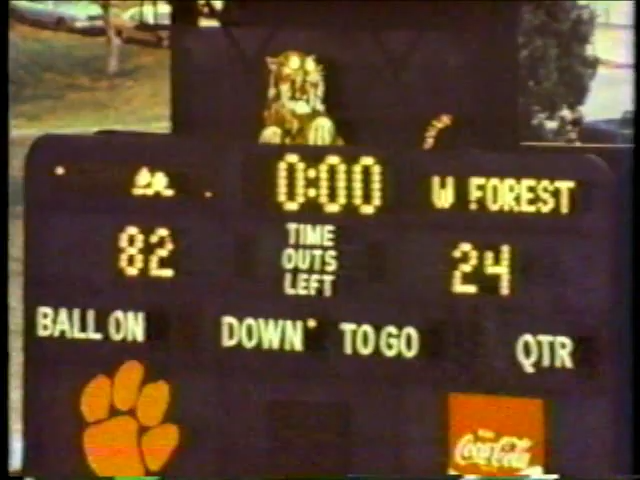 0:00 W FOREST
82 TIME OUTS LEFT 24
BALL ON DOWN TO GO QTR
Coca-Cola